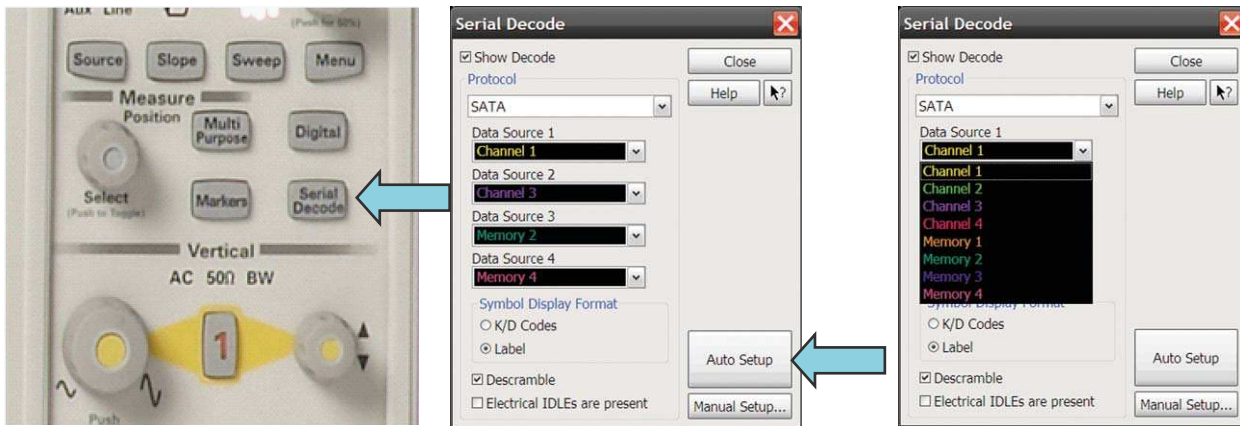 Aux Line
(Push for 50%)
Source Slope Sweep Menu
Measure
Position
Multi Purpose
Digital
Select
(Push to Toggle)
Markers
Serial Decode
Vertical
AC 50Ω BW
1
Push
Serial Decode
Show Decode
Close
Protocol
Help
?
SATA
Data Source 1
Channel 1
Data Source 2
Channel 3
Data Source 3
Memory 2
Data Source 4
Memory 4
Symbol Display Format
K/D Codes
Label
Auto Setup
Descramble
Electrical IDLEs are present
Manual Setup...
Serial Decode
Show Decode
Close
Protocol
Help
?
SATA
Data Source 1
Channel 1
Channel 1
Channel 2
Channel 3
Channel 4
Memory 1
Memory 2
Memory 3
Memory 4
Symbol Display Format
K/D Codes
Label
Auto Setup
Descramble
Electrical IDLEs are present
Manual Setup...